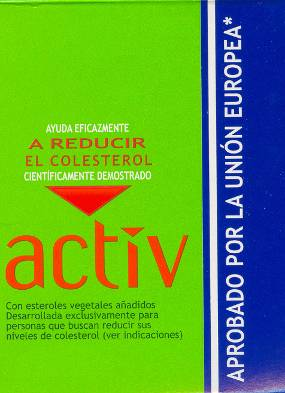 AYUDA EFICAZMENTE
A REDUCIR
EL COLESTEROL
CIENTÍFICAMENTE DEMOSTRADO
activ
Con esteroles vegetales añadidos
Desarrollada exclusivamente para
personas que buscan reducir sus
niveles de colesterol (ver indicaciones)
APROBADO POR LA UNIÓN EUROPEA*